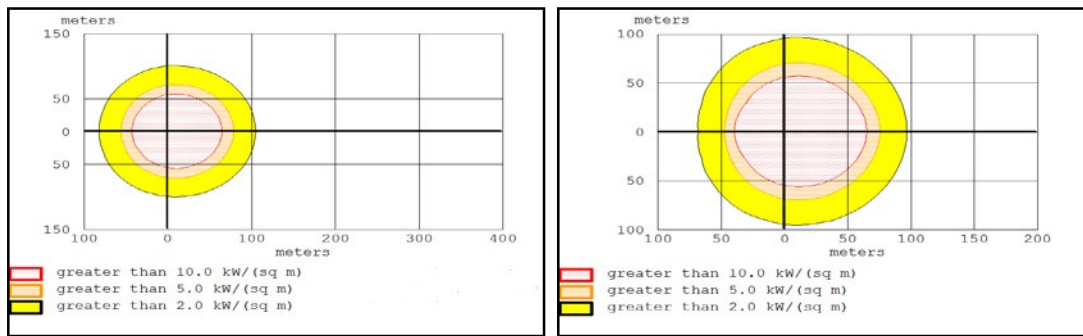 meters
150
50
0
50
150
100 0 100 200 300 400
meters
greater than 10.0 kW/(sq m)
greater than 5.0 kW/(sq m)
greater than 2.0 kW/(sq m)
meters
100
50
0
50
100
100 50 0 50 100 150 200
meters
greater than 10.0 kW/(sq m)
greater than 5.0 kW/(sq m)
greater than 2.0 kW/(sq m)